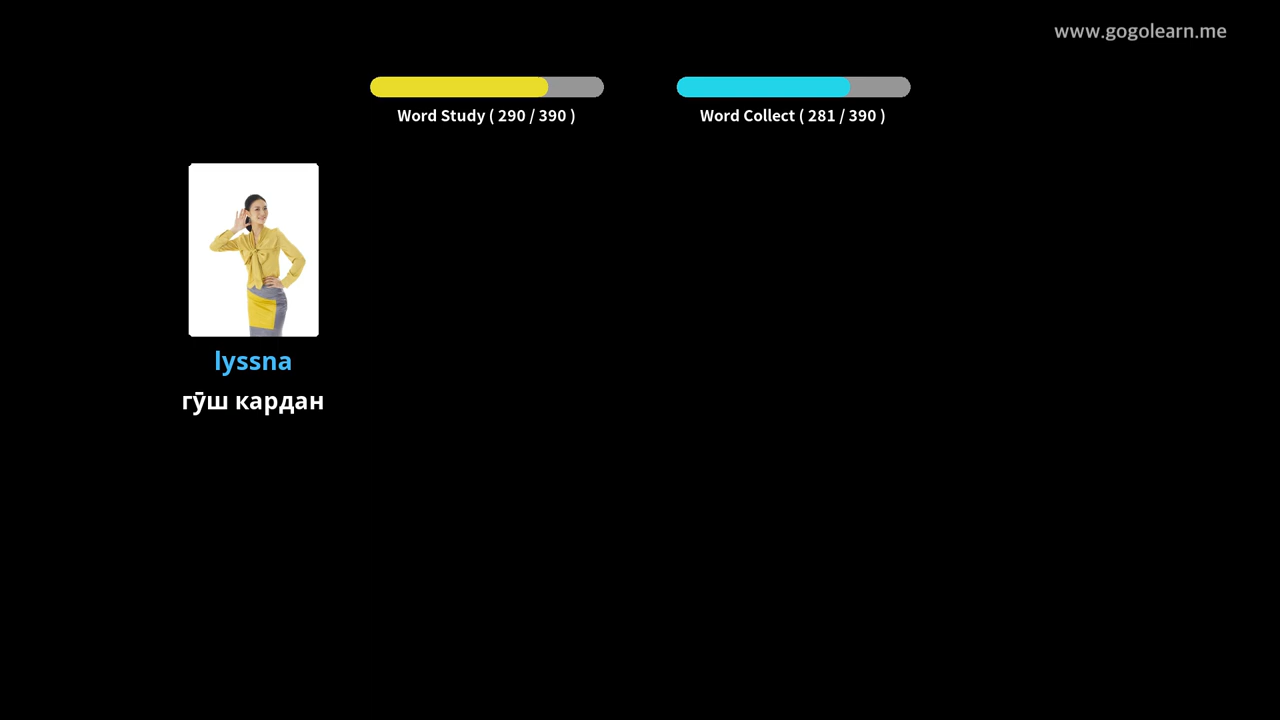 www.gogolearn.me
Word Study ( 290 / 390 )
Word Collect ( 281 / 390 )
lyssna
гӯш кардан